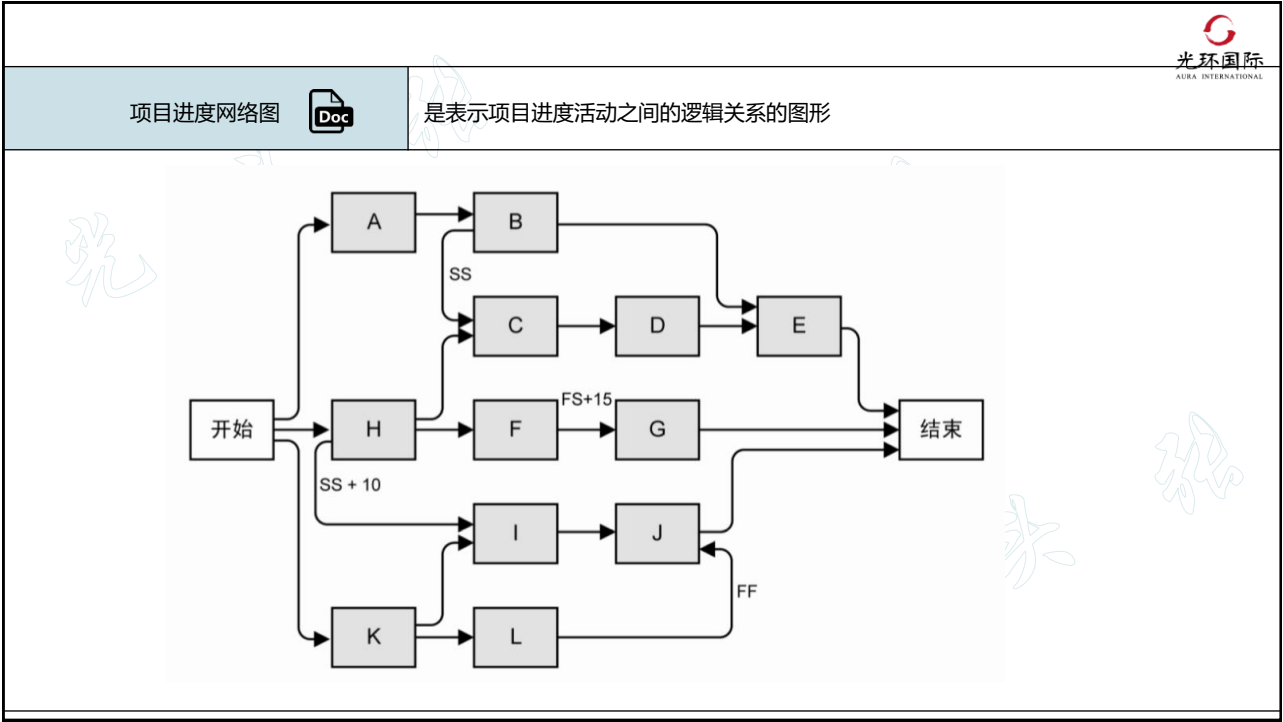 光环国际
AURA INTERNATIONAL
项目进度网络图
Doc
是表示项目进度活动之间的逻辑关系的图形
A
B
SS
C
D
E
FS+15
开始
H
F
G
结束
SS + 10
I
J
FF
K
L